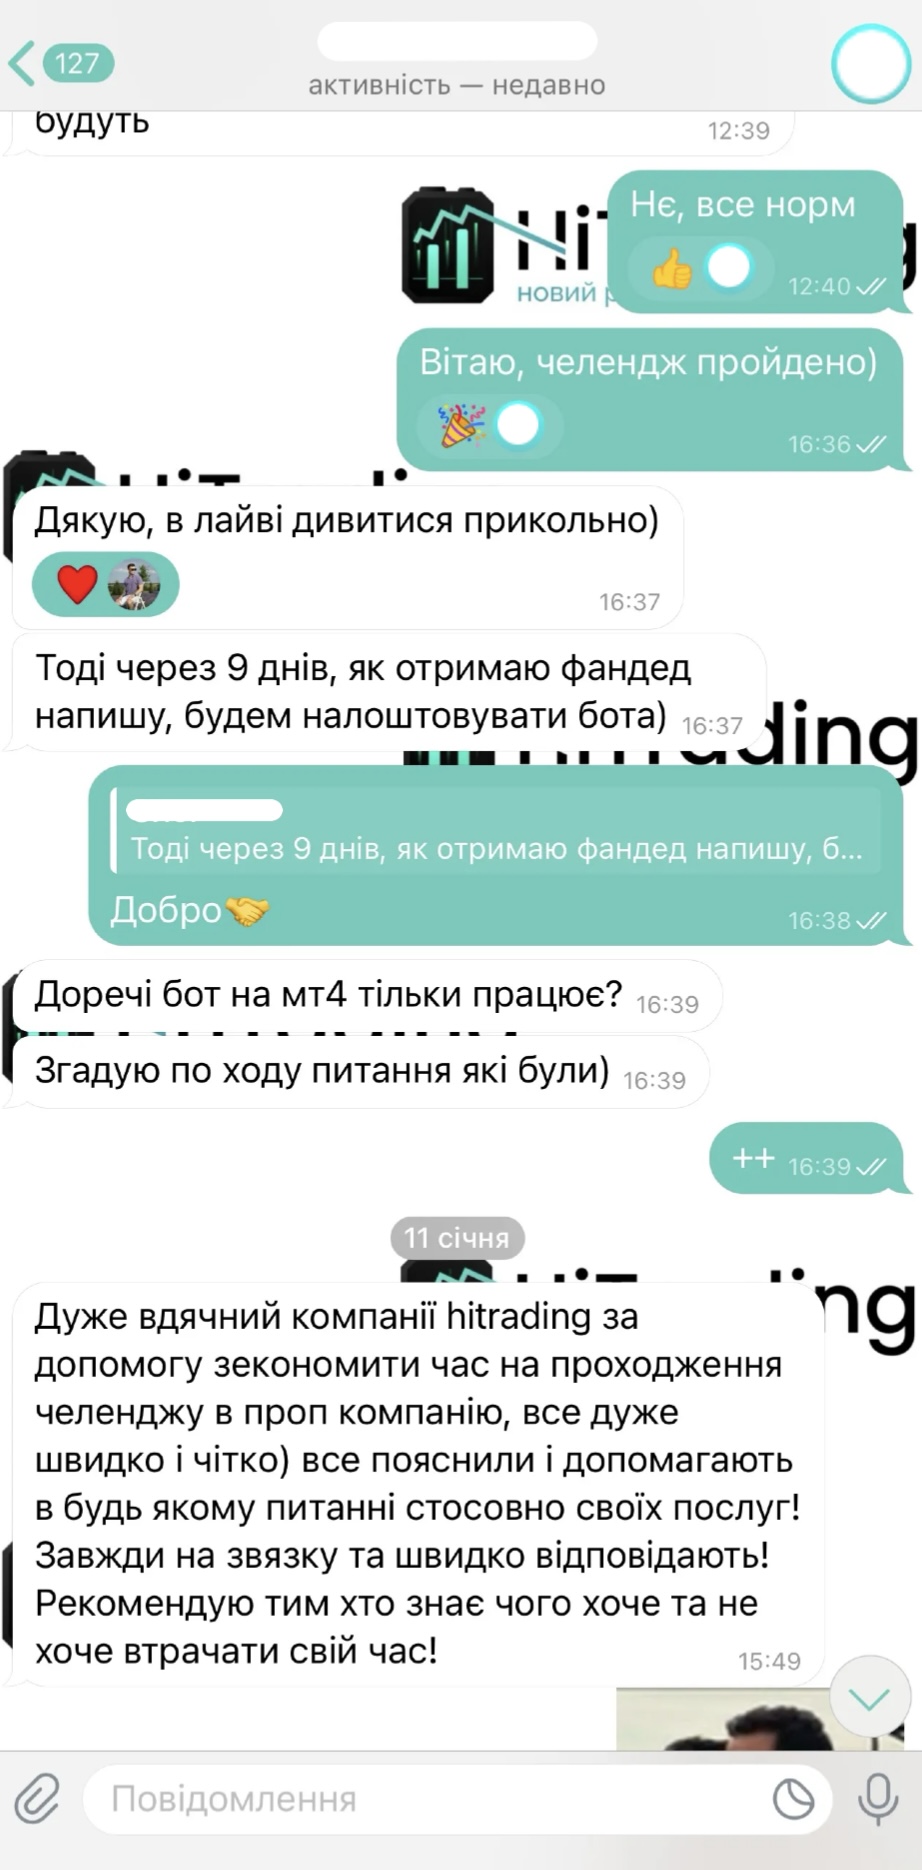 127
активність — недавно
будуть
12:39
новий
Нє, все норм
12:40
Вітаю, челендж пройдено)
16:36
Дякую, в лайві дивитися прикольно)
16:37
Тоді через 9 днів, як отримаю фандед
напишу, будем налоштовувати бота)
16:37
ding
Тоді через 9 днів, як отримаю фандед напишу, б...
Добро
16:38
Доречі бот на мт4 тільки працює?
16:39
Згадую по ходу питання які були)
16:39
++
16:39
11 січня
ng
Дуже вдячний компанії hitrading за
допомогу зекономити час на проходження
челенджу в проп компанію, все дуже
швидко і чітко) все пояснили і допомагають
в будь якому питанні стосовно своїх послуг!
Завжди на звязку та швидко відповідають!
Рекомендую тим хто знає чого хоче та не
хоче втрачати свій час!
15:49
Повідомлення